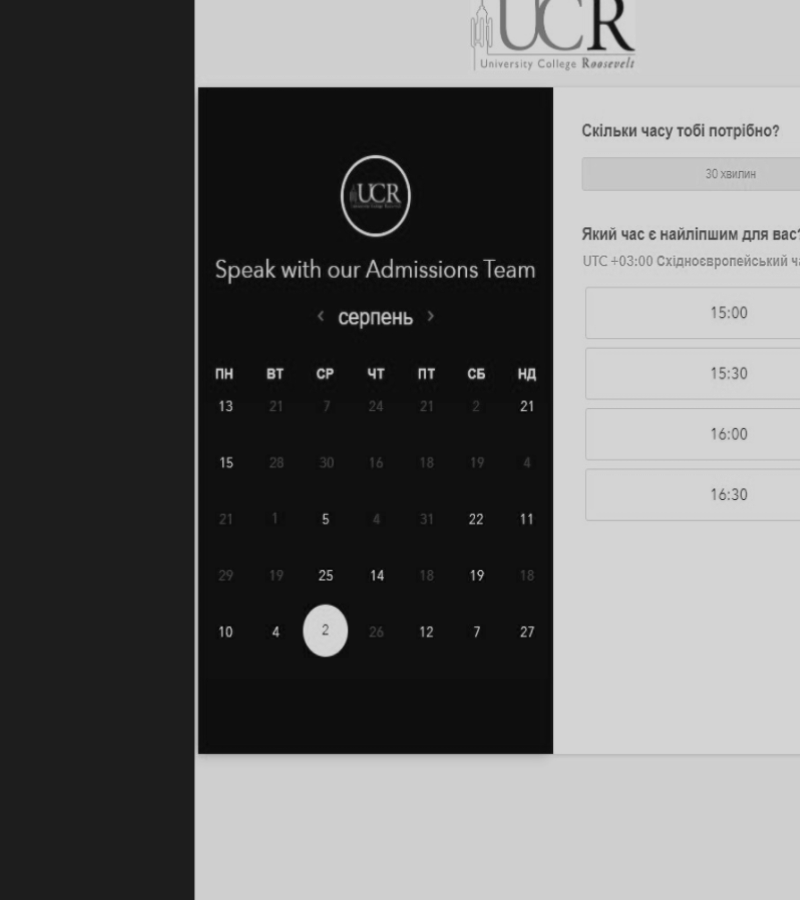 UCR
University College Roosevelt
UCR
Speak with our Admissions Team
‹ серпень ›
ПН ВТ СР ЧТ ПТ СБ НД
13 21 7 24 21 2 21
15 28 30 16 18 19 4
21 1 5 4 31 22 11
29 19 25 14 18 19 18
10 4 2 26 12 7 27
Скільки часу тобі потрібно?
30 хвилин
Який час є найліпшим для вас?
UTC +03:00 Східноєвропейський
15:00
15:30
16:00
16:30